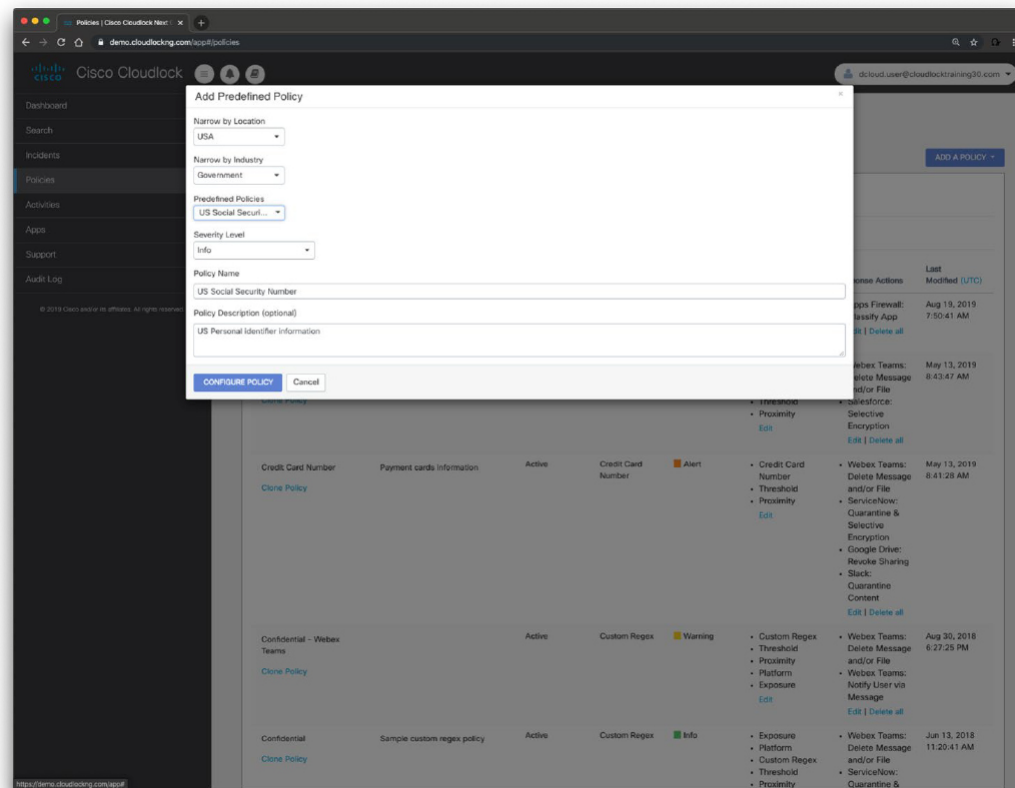 Policies | Cisco Cloudlock Next
demo.cloudlockng.com/app#/policies
CISCO
Cisco Cloudlock
dcloud.user@cloudlocktraining30.com
Dashboard
Search
Incidents
Policies
Activities
Apps
Support
Audit Log
© 2019 Cisco and/or its affiliates. All rights reserved.
Add Predefined Policy
×
Narrow by Location
USA
Narrow by Industry
Government
Predefined Policies
US Social Securi...
Severity Level
Info
Policy Name
US Social Security Number
Policy Description (optional)
US Personal Identifier information
CONFIGURE POLICY
Cancel
ADD A POLICY
Actions
Last
Modified (UTC)
Firewall:
App
Delete all
Aug 19, 2019
7:50:41 AM
Clone Policy
Threshold
• Proximity
Edit
Teams:
Message
and/or File
• Salesforce:
Selective
Encryption
Edit | Delete all
May 13, 2019
8:43:47 AM
Credit Card Number
Clone Policy
Payment cards information
Active
Credit Card
Number
Alert
• Credit Card
Number
• Threshold
• Proximity
Edit
• Webex Teams:
Delete Message
and/or File
• ServiceNow:
Quarantine &
Selective
Encryption
• Google Drive:
Revoke Sharing
• Slack:
Quarantine
Content
Edit | Delete all
May 13, 2019
8:41:28 AM
Confidential - Webex
Teams
Clone Policy
Active
Custom Regex
Warning
• Custom Regex
• Threshold
• Proximity
• Platform
• Exposure
Edit
• Webex Teams:
Delete Message
and/or File
• Webex Teams:
Notify User via
Message
Edit | Delete all
Aug 30, 2018
6:27:25 PM
Confidential
Clone Policy
Sample custom regex policy
Active
Custom Regex
Info
• Exposure
• Platform
• Custom Regex
• Threshold
• Proximity
• Webex Teams:
Delete Message
and/or File
• ServiceNow:
Quarantine &
Jun 13, 2018
11:20:41 AM
https://demo.cloudlockng.com/app#